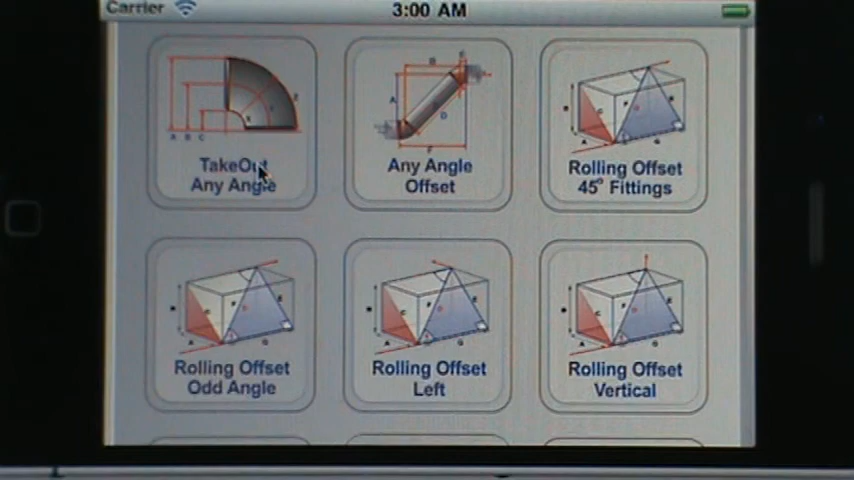 Carrier 3:00 AM
TakeOut
Any Angle
Any Angle
Offset
Rolling Offset
45° Fittings
Rolling Offset
Odd Angle
Rolling Offset
Left
Rolling Offset
Vertical